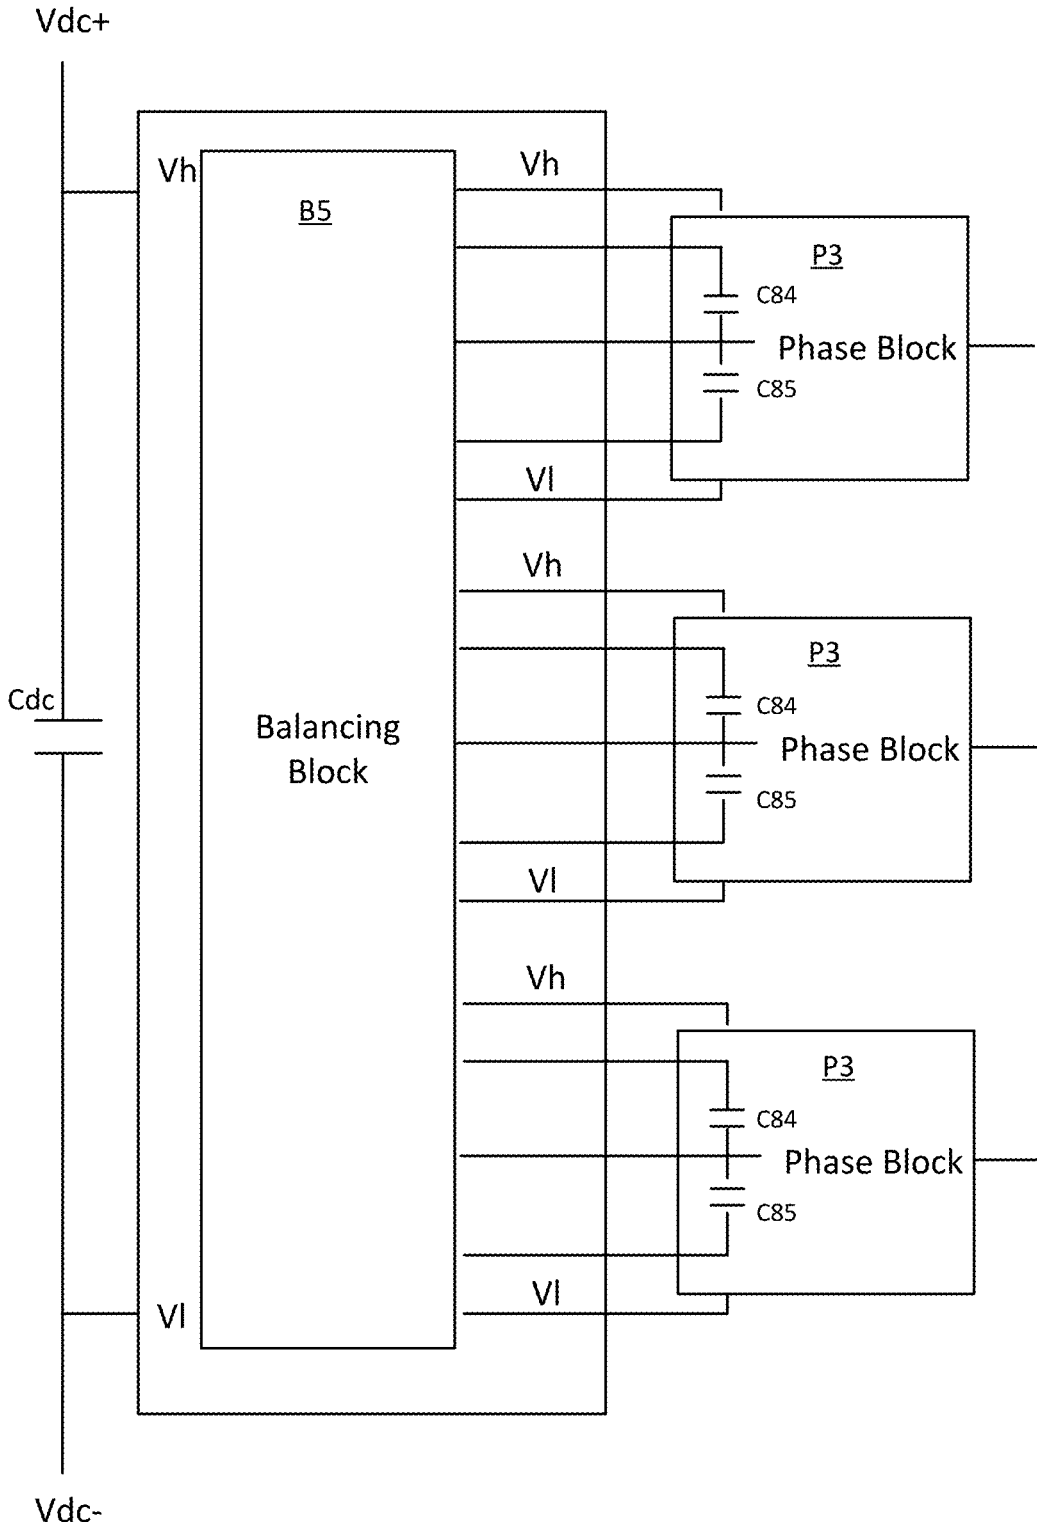 Vdc+
Vh
Vh
B5
P3
C84
Phase Block
C85
Vl
Vh
P3
Cdc
C84
Balancing
Block
Phase Block
C85
Vl
Vh
P3
C84
Phase Block
C85
Vl
Vl
Vdc-